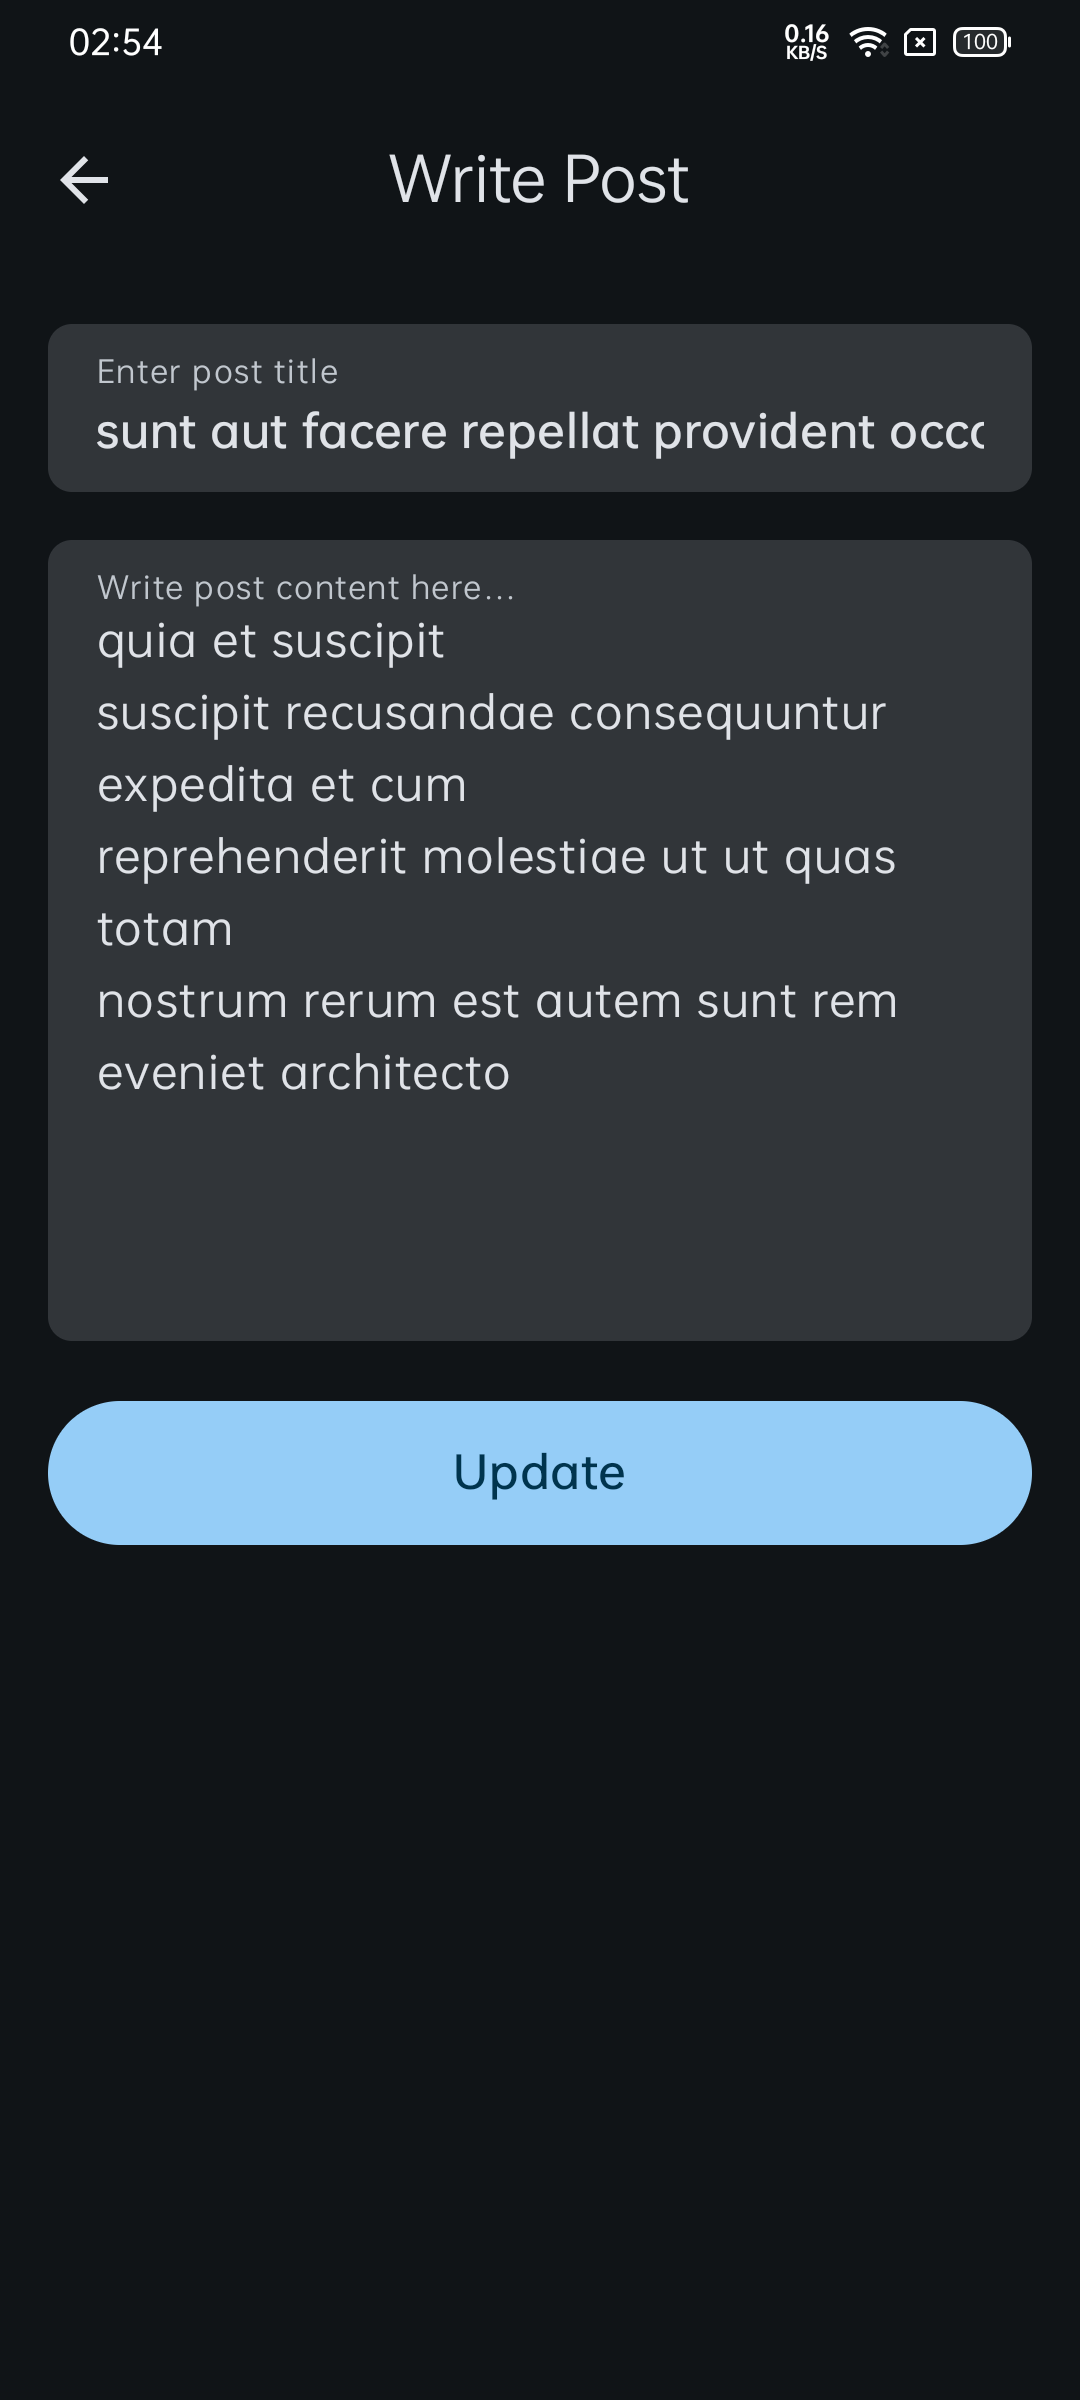 02:54
0.16
KB/S
100
Write Post
Enter post title
sunt aut facere repellat provident
Write post content here...
quia et suscipit
suscipit recusandae consequuntur
expedita et cum
reprehenderit molestiae ut ut quas
totam
nostrum rerum est autem sunt rem
eveniet architecto
Update